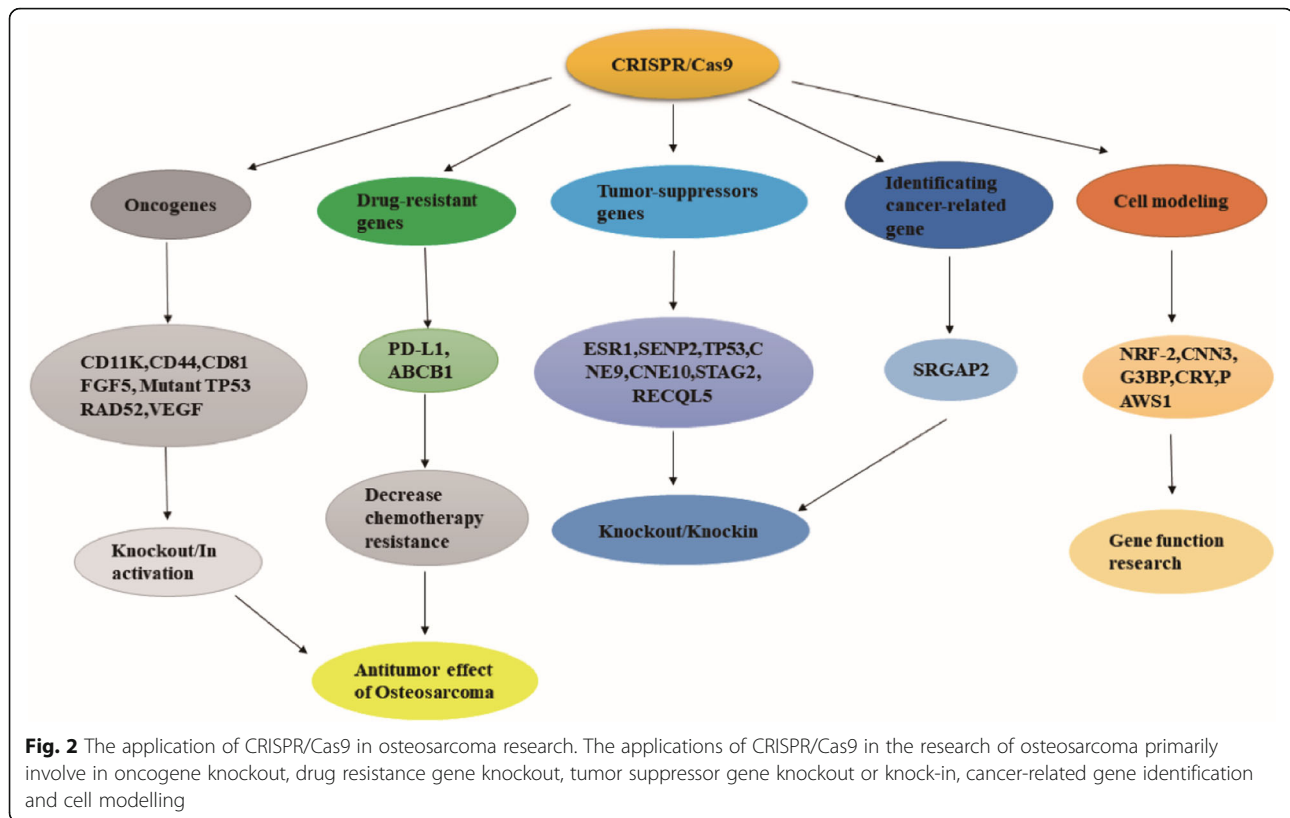 CRISPR/Cas9
Oncogenes
Drug-resistant
genes
Tumor-suppressors
genes
Identificating
cancer-related
gene
Cell modeling
CD11K,CD44,CD81
FGF5, Mutant TP53
RAD52,VEGF
PD-L1,
ABCB1
ESR1,SENP2,TP53,C
NE9,CNE10,STAG2,
RECQL5
SRGAP2
NRF-2,CNN3,
G3BP,CRY,P
AWS1
Knockout/In
activation
Decrease
chemotherapy
resistance
Knockout/Knockin
Gene function
research
Antitumor effect
of Osteosarcoma
Fig. 2 The application of CRISPR/Cas9 in osteosarcoma research. The applications of CRISPR/Cas9 in the research of osteosarcoma primarily
involve in oncogene knockout, drug resistance gene knockout, tumor suppressor gene knockout or knock-in, cancer-related gene identification
and cell modelling